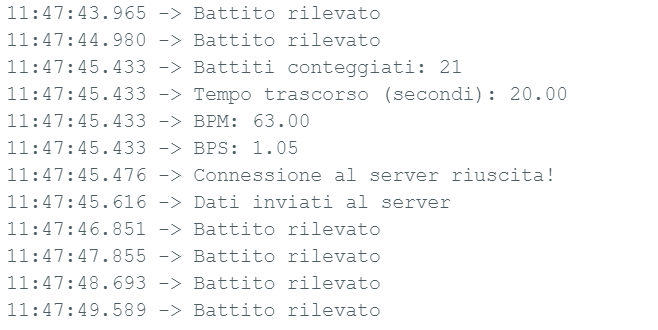 11:47:43.965 -> Battito rilevato
11:47:44.980 -> Battito rilevato
11:47:45.433 -> Battiti conteggiati: 21
11:47:45.433 -> Tempo trascorso (secondi): 20.00
11:47:45.433 -> BPM: 63.00
11:47:45.433 -> BPS: 1.05
11:47:45.476 -> Connessione al server riuscita!
11:47:45.616 -> Dati inviati al server
11:47:46.851 -> Battito rilevato
11:47:47.855 -> Battito rilevato
11:47:48.693 -> Battito rilevato
11:47:49.589 -> Battito rilevato